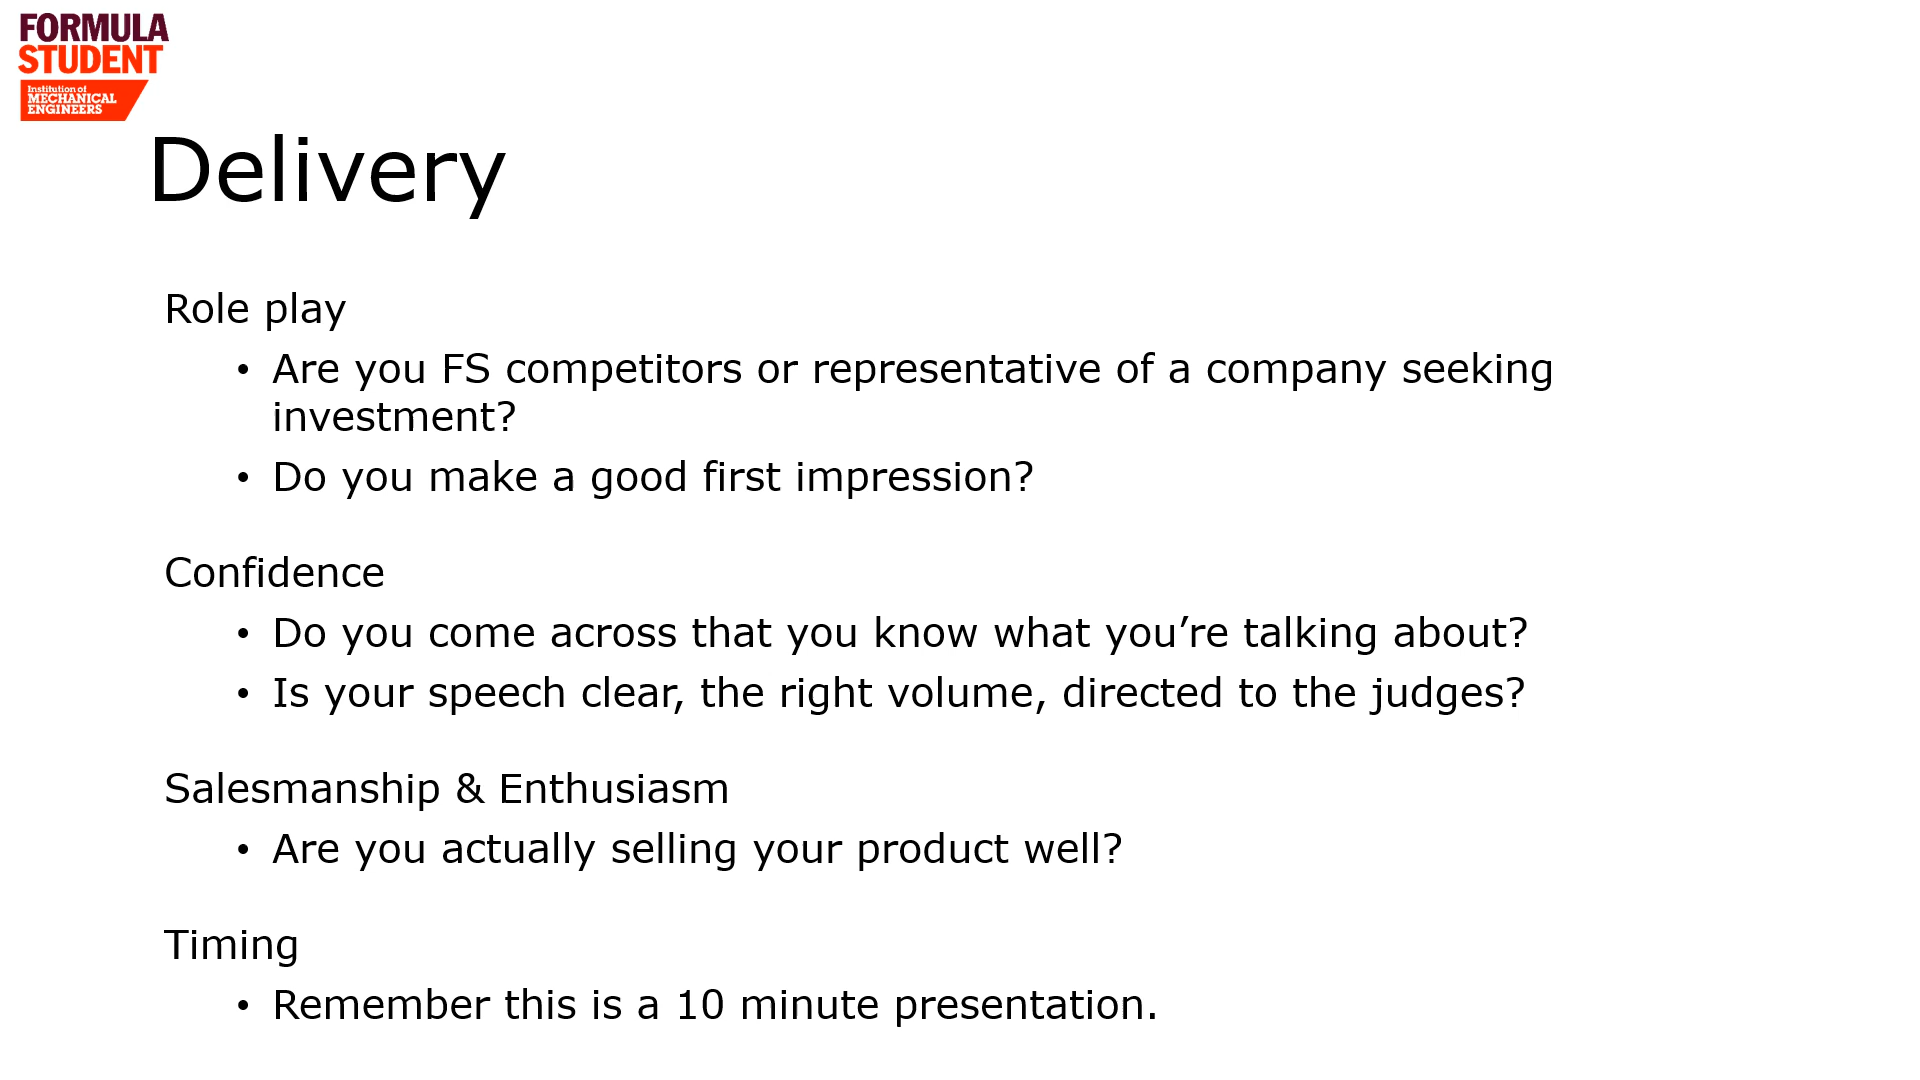 FORMULA
STUDENT
Institution of
MECHANICAL
ENGINEERS
Delivery
Role play
• Are you FS competitors or representative of a company seeking
investment?
• Do you make a good first impression?
Confidence
• Do you come across that you know what you’re talking about?
• Is your speech clear, the right volume, directed to the judges?
Salesmanship & Enthusiasm
• Are you actually selling your product well?
Timing
• Remember this is a 10 minute presentation.